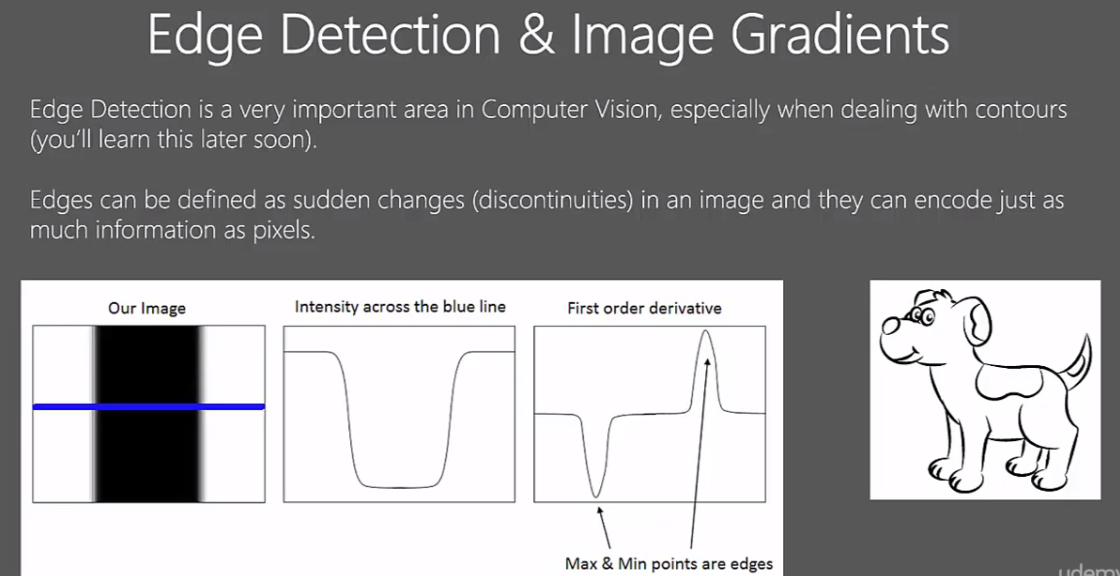 Edge Detection & Image Gradients
Edge Detection is a very important area in Computer Vision, especially when dealing with contours
(you'll learn this later soon).
Edges can be defined as sudden changes (discontinuities) in an image and they can encode just as
much information as pixels.
Our Image
Intensity across the blue line
First order derivative
Max & Min points are edges
udemy